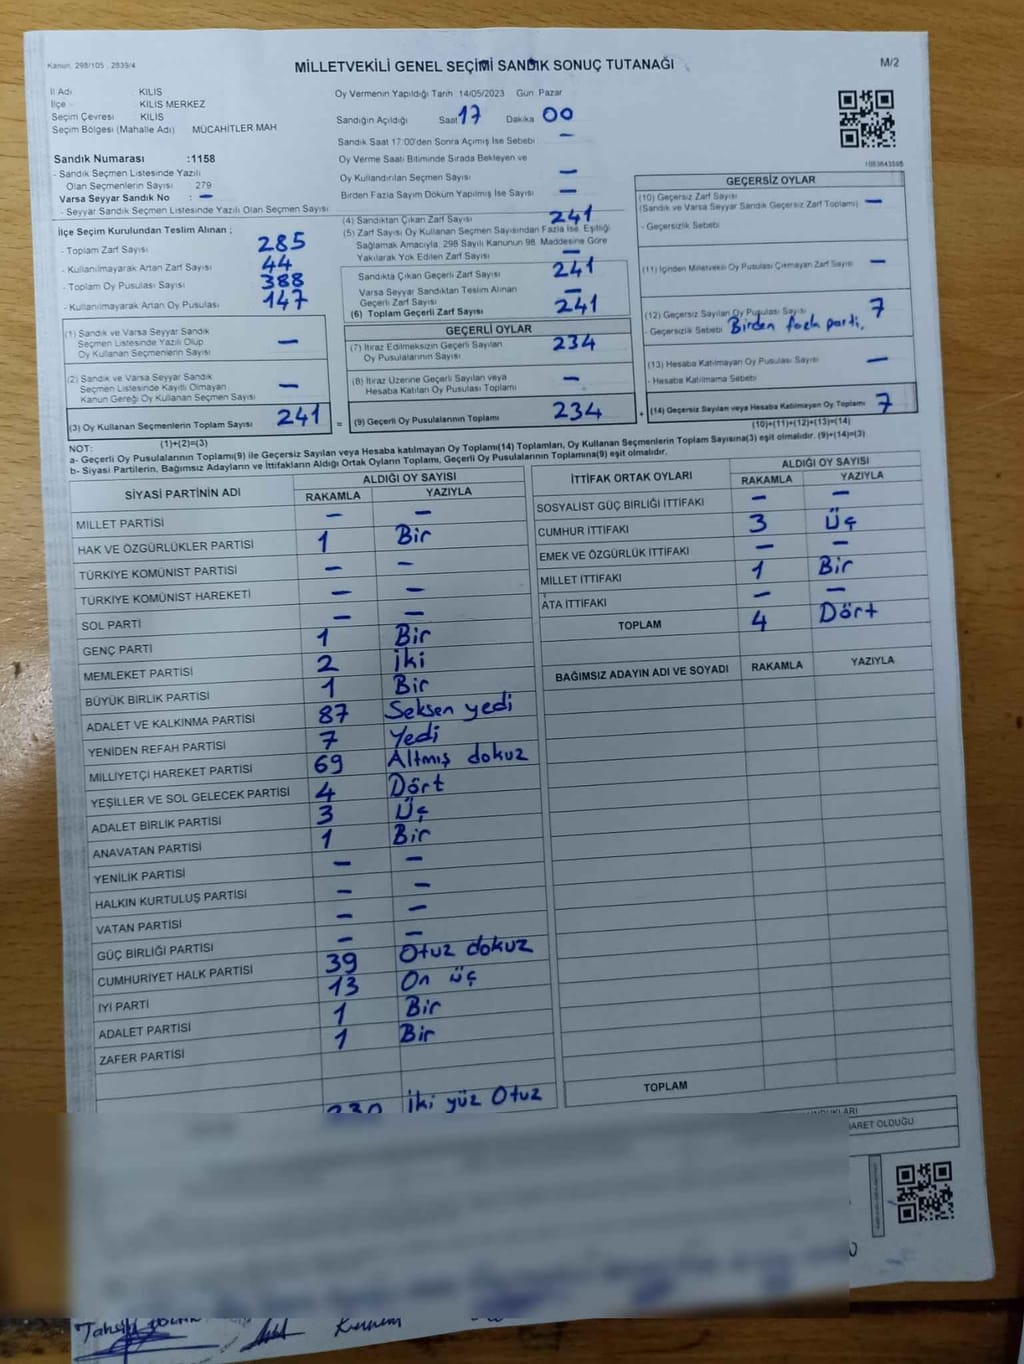 Kanun, 298/105 , 2839/4
MİLLETVEKİLİ GENEL SEÇİMİ SANDIK SONUÇ TUTANAĞI
M/2
İl Adı KİLİS
İlçe KİLİS MERKEZ
Seçim Çevresi KİLİS
Seçim Bölgesi (Mahalle Adı) MÜCAHİTLER MAH
Sandık Numarası :1158
- Sandık Seçmen Listesinde Yazılı
Olan Seçmenlerin Sayısı 279
Varsa Seyyar Sandık No : –
- Seyyar Sandık Seçmen Listesinde Yazılı Olan Seçmen Sayısı
Oy Vermenin Yapıldığı Tarih 14/05/2023 Gün Pazar
Sandığın Açıldığı Saat 17 Dakika 00
Sandık Saat 17:00'den Sonra Açımış İse Sebebi –
Oy Verme Saati Bitiminde Sırada Bekleyen ve
Oy Kullandırılan Seçmen Sayısı –
Birden Fazla Sayım Döküm Yapılmış İse Sayısı –
İlçe Seçim Kurulundan Teslim Alınan ;
- Toplam Zarf Sayısı 285
- Kullanılmayarak Artan Zarf Sayısı 44
- Toplam Oy Pusulası Sayısı 388
- Kullanılmayarak Artan Oy Pusulası 147
(1) Sandık ve Varsa Seyyar Sandık
Seçmen Listesinde Yazılı Olup
Oy Kullanan Seçmenlerin Sayısı –
(2) Sandık ve Varsa Seyyar Sandık
Seçmen Listesinde Kayıtlı Olmayan
Kanun Gereği Oy Kullanan Seçmen Sayısı –
(3) Oy Kullanan Seçmenlerin Toplam Sayısı 241 =
(1)+(2)=(3)
(4) Sandıktan Çıkan Zarf Sayısı 241
(5) Zarf Sayısı Oy Kullanan Seçmen Sayısından Fazla İse, Eşitliği
Sağlamak Amacıyla, 298 Sayılı Kanunun 98. Maddesine Göre
Yakılarak Yok Edilen Zarf Sayısı –
Sandıkta Çıkan Geçerli Zarf Sayısı 241
Varsa Seyyar Sandıktan Teslim Alınan
Geçerli Zarf Sayısı –
(6) Toplam Geçerli Zarf Sayısı 241
GEÇERLİ OYLAR
(7) İtiraz Edilmeksizin Geçerli Sayılan
Oy Pusulalarının Sayısı 234
(8) İtiraz Üzerine Geçerli Sayılan veya
Hesaba Katılan Oy Pusulası Toplamı –
(9) Geçerli Oy Pusulalarının Toplamı 234 +
1083643595
GEÇERSİZ OYLAR
(10) Geçersiz Zarf Sayısı
(Sandık ve Varsa Seyyar Sandık Geçersiz Zarf Toplamı) –
- Geçersizlik Sebebi
(11) İçinden Milletvekili Oy Pusulası Çıkmayan Zarf Sayısı –
(12) Geçersiz Sayılan Oy Pusulası Sayısı 7
- Geçersizlik Sebebi Birden fazla parti.
(13) Hesaba Katılmayan Oy Pusulası Sayısı –
- Hesaba Katılmama Sebebi
(14) Geçersiz Sayılan veya Hesaba Katılmayan Oy Toplamı 7
(10)+(11)+(12)+(13)=(14)
NOT:
a- Geçerli Oy Pusulalarının Toplamı(9) ile Geçersiz Sayılan veya Hesaba katılmayan Oy Toplamı(14) Toplamları, Oy Kullanan Seçmenlerin Toplam Sayısına(3) eşit olmalıdır. (9)+(14)=(3)
b- Siyasi Partilerin, Bağımsız Adayların ve İttifakların Aldığı Ortak Oyların Toplamı, Geçerli Oy Pusulalarının Toplamına(9) eşit olmalıdır.
SİYASİ PARTİNİN ADI ALDIĞI OY SAYISI
RAKAMLA YAZIYLA
MİLLET PARTİSİ – –
HAK VE ÖZGÜRLÜKLER PARTİSİ 1 Bir
TÜRKİYE KOMÜNİST PARTİSİ – –
TÜRKİYE KOMÜNİST HAREKETİ – –
SOL PARTİ – –
GENÇ PARTİ 1 Bir
MEMLEKET PARTİSİ 2 İki
BÜYÜK BİRLİK PARTİSİ 1 Bir
ADALET VE KALKINMA PARTİSİ 87 Seksen yedi
YENİDEN REFAH PARTİSİ 7 Yedi
MİLLİYETÇİ HAREKET PARTİSİ 69 Altmış dokuz
YEŞİLLER VE SOL GELECEK PARTİSİ 4 Dört
ADALET BİRLİK PARTİSİ 3 Üç
ANAVATAN PARTİSİ 1 Bir
YENİLİK PARTİSİ – –
HALKIN KURTULUŞ PARTİSİ – –
VATAN PARTİSİ – –
GÜÇ BİRLİĞİ PARTİSİ – –
CUMHURİYET HALK PARTİSİ 39 Otuz dokuz
İYİ PARTİ 13 On üç
ADALET PARTİSİ 1 Bir
ZAFER PARTİSİ 1 Bir
230 İki yüz Otuz
İTTİFAK ORTAK OYLARI ALDIĞI OY SAYISI
RAKAMLA YAZIYLA
SOSYALİST GÜÇ BİRLİĞİ İTTİFAKI – –
CUMHUR İTTİFAKI 3 Üç
EMEK VE ÖZGÜRLÜK İTTİFAKI – –
MİLLET İTTİFAKI 1 Bir
ATA İTTİFAKI – –
TOPLAM 4 Dört
BAĞIMSIZ ADAYIN ADI VE SOYADI RAKAMLA YAZIYLA
TOPLAM
ARET OLDUĞU